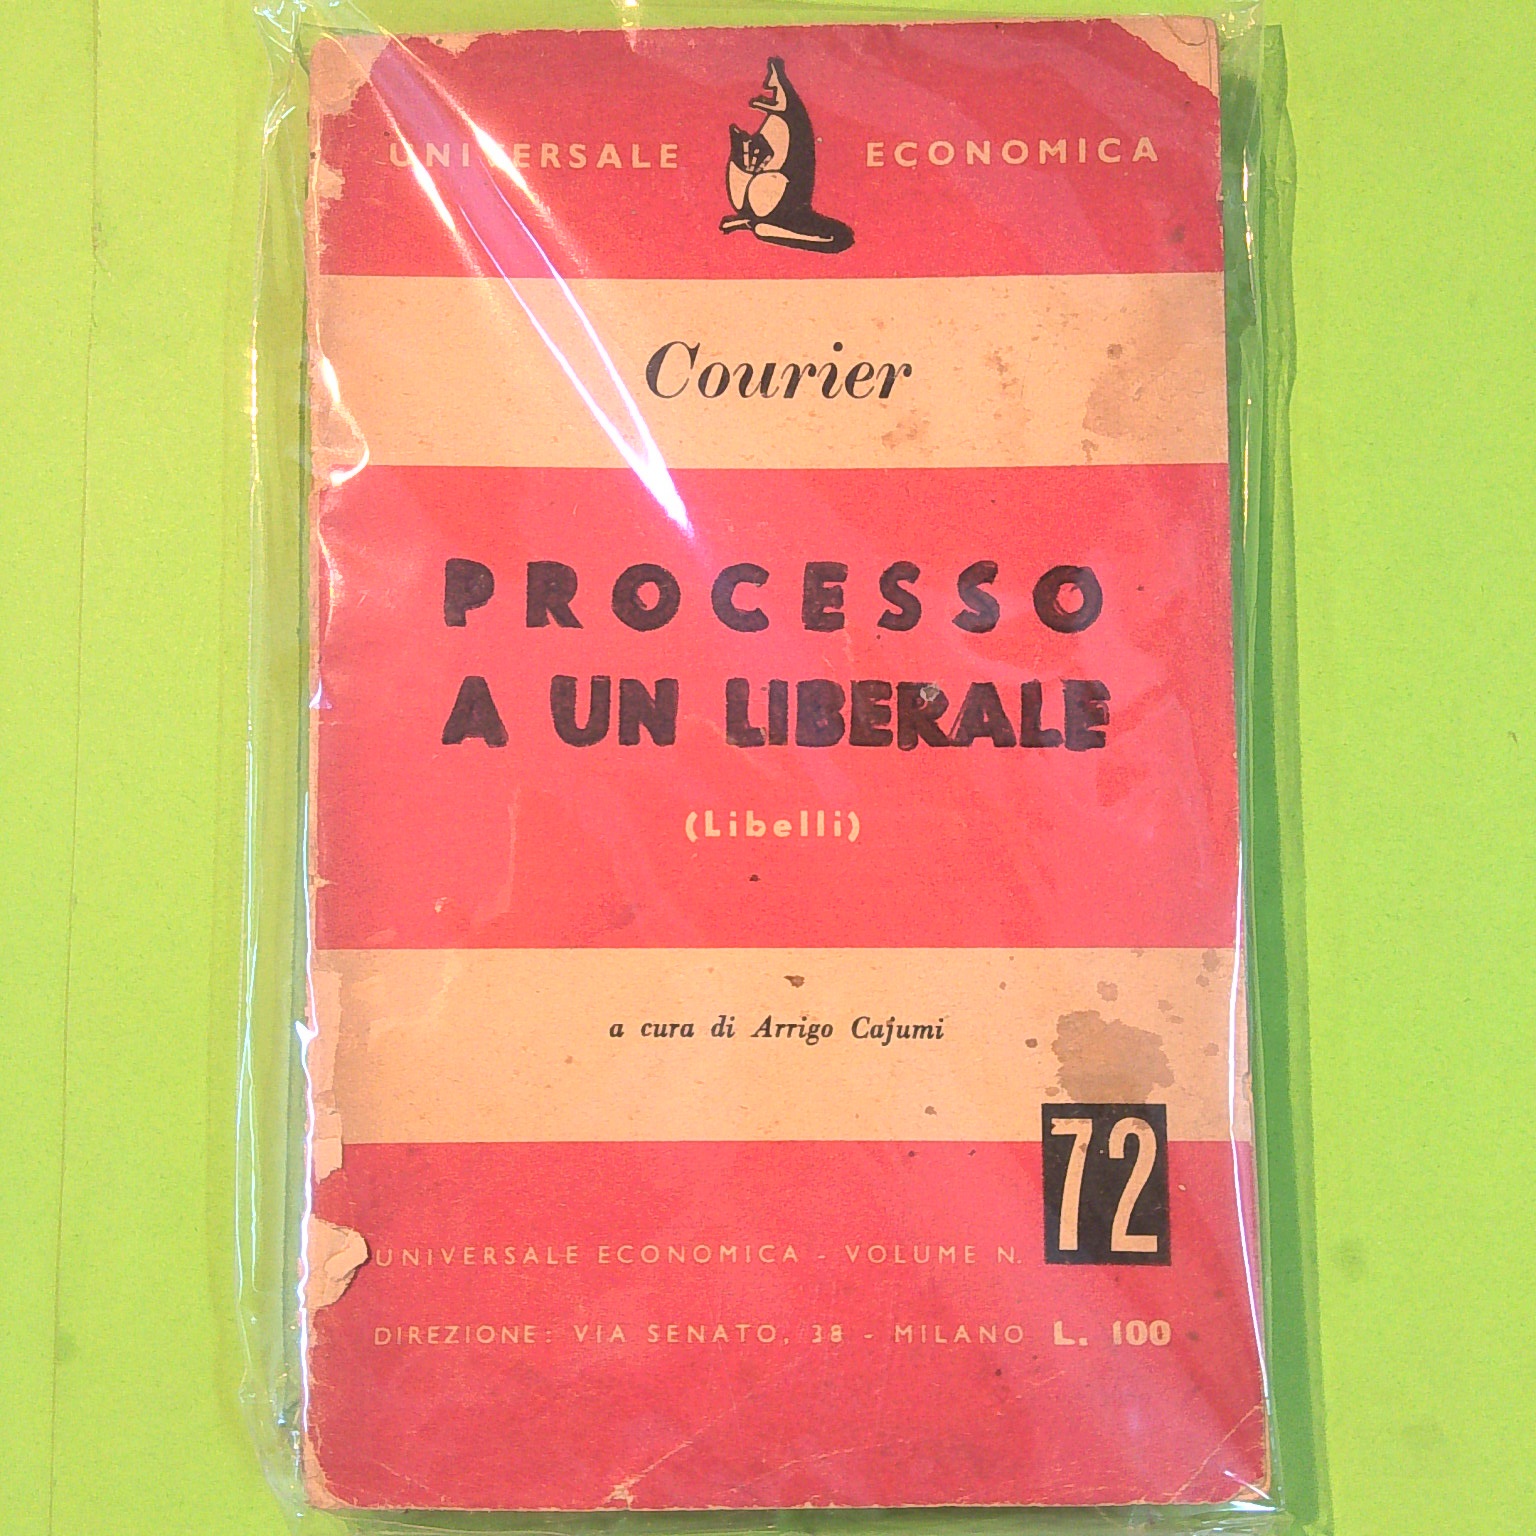 UNIVERSALE ECONOMICA
Courier
PROCESSO
A UN LIBERALE
(Libelli)
a cura di Arrigo Cajumi
72
UNIVERSALE ECONOMICA - VOLUME N.
DIREZIONE: VIA SENATO, 38 - MILANO L. 100